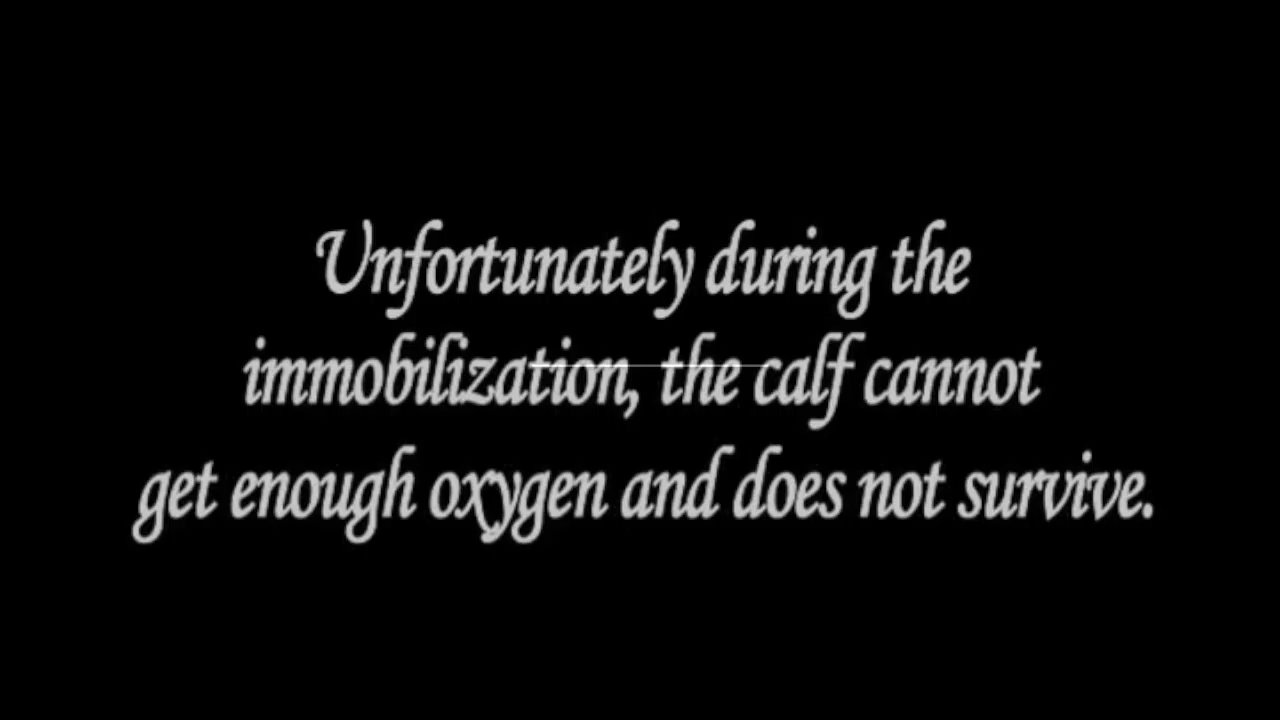 Unfortunately during the
immobilization, the calf cannot
get enough oxygen and does not survive.